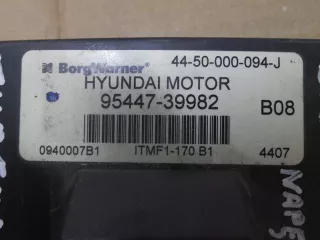 BorgWarner 44-50-000-094-J
HYUNDAI MOTOR
95447-39982 B08
0940007B1 ITMF1-170 B1 4407